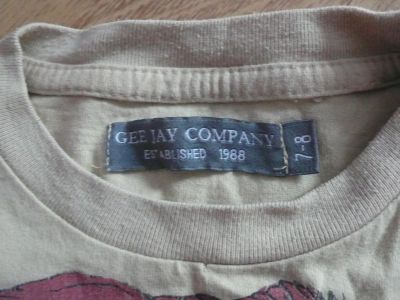 GEE JAY COMPANY
ESTABLISHED 1988
7-8